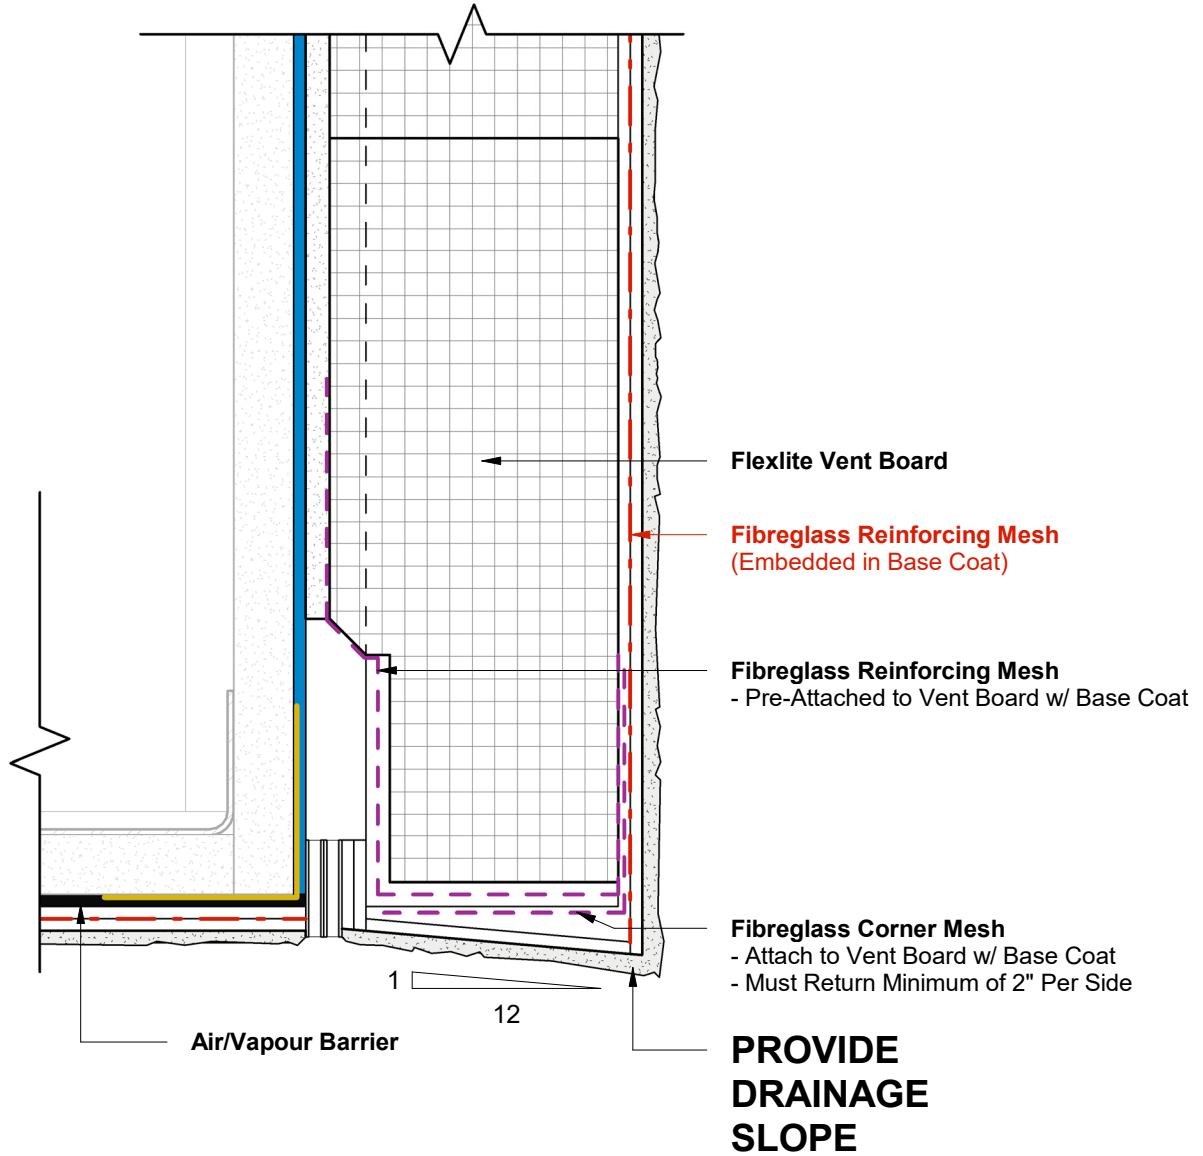 Flexlite Vent Board
Fibreglass Reinforcing Mesh
(Embedded in Base Coat)
Fibreglass Reinforcing Mesh
- Pre-Attached to Vent Board w/ Base Coat
Fibreglass Corner Mesh
- Attach to Vent Board w/ Base Coat
- Must Return Minimum of 2" Per Side
1
12
Air/Vapour Barrier
PROVIDE
DRAINAGE
SLOPE